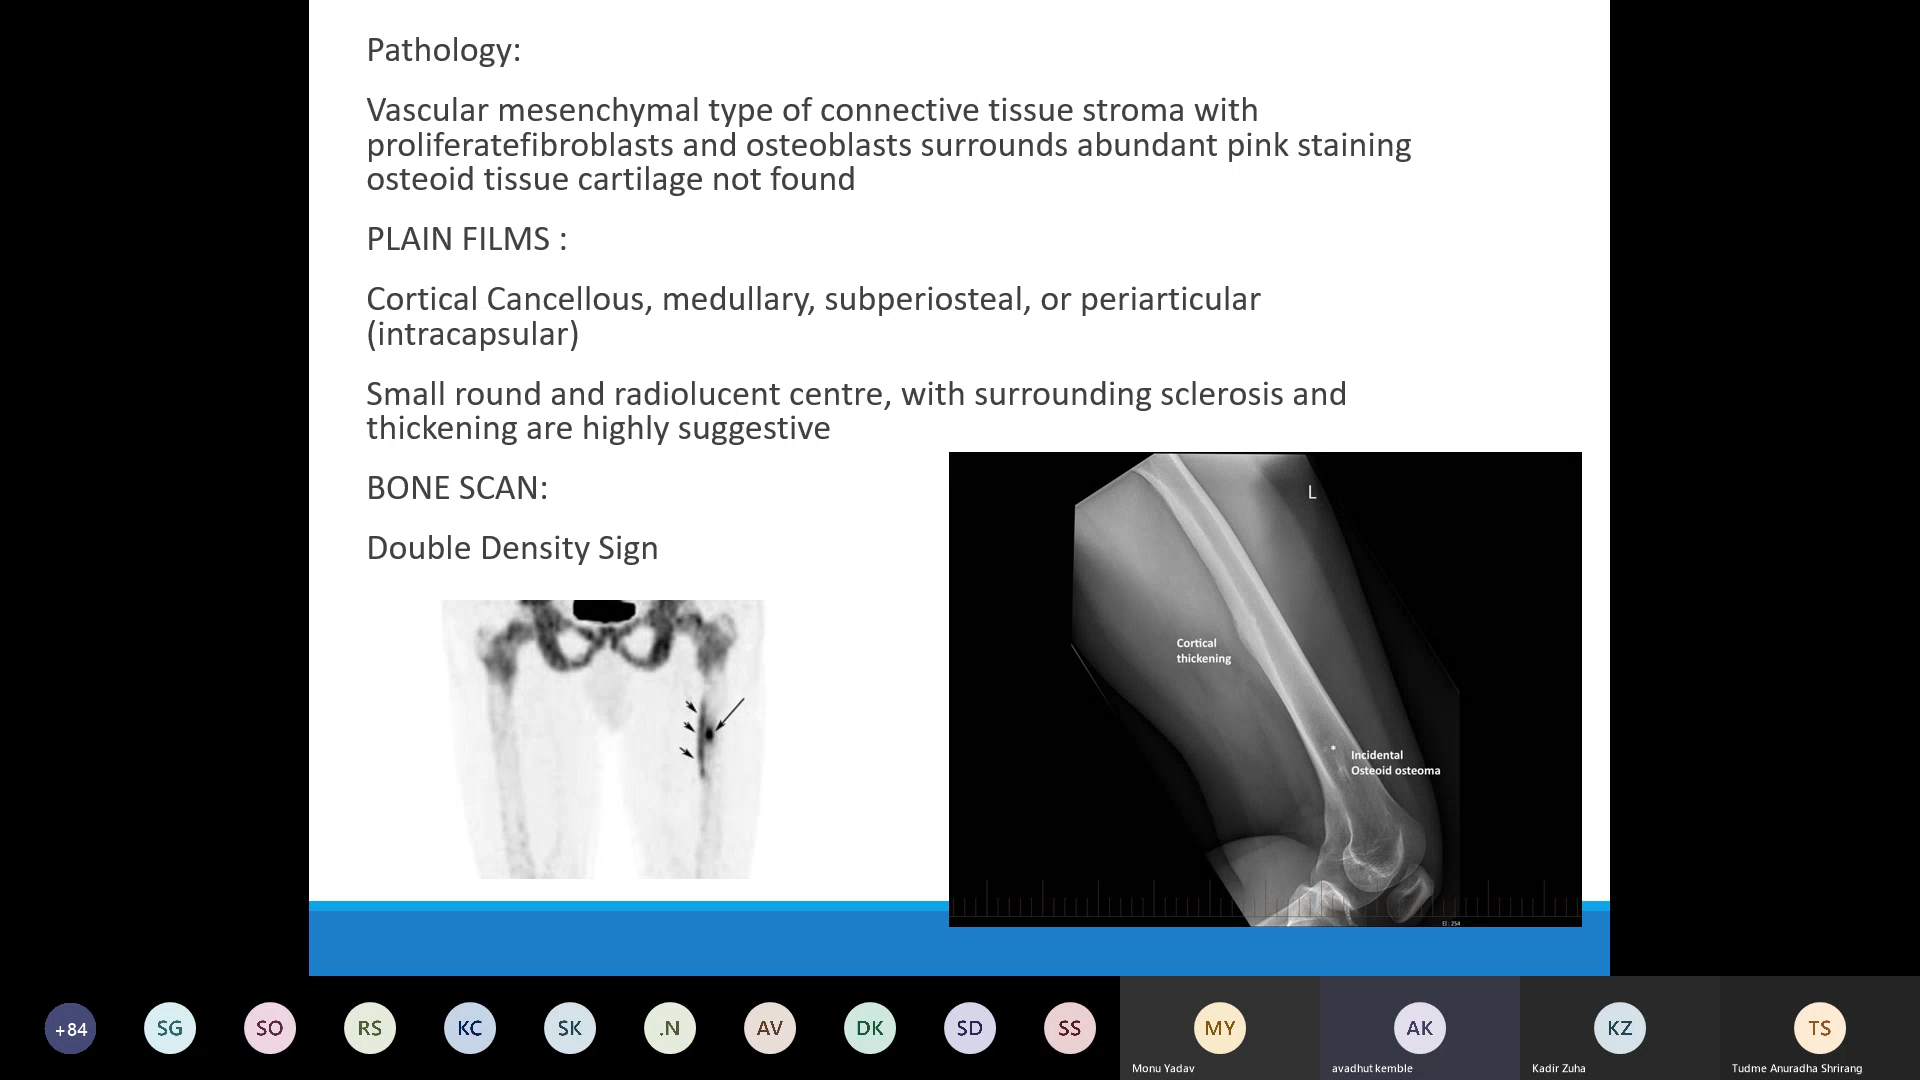 Pathology:
Vascular mesenchymal type of connective tissue stroma with
proliferatefibroblasts and osteoblasts surrounds abundant pink staining
osteoid tissue cartilage not found
PLAIN FILMS :
Cortical Cancellous, medullary, subperiosteal, or periarticular
(intracapsular)
Small round and radiolucent centre, with surrounding sclerosis and
thickening are highly suggestive
BONE SCAN:
Double Density Sign
L
Cortical
thickening
*
Incidental
Osteoid osteoma
EI: 254
+84
SG
SO
RS
KC
SK
.N
AV
DK
SD
SS
MY
AK
KZ
TS
Monu Yadav
avadhut kemble
Kadir Zuha
Tudme Anuradha Shrirang